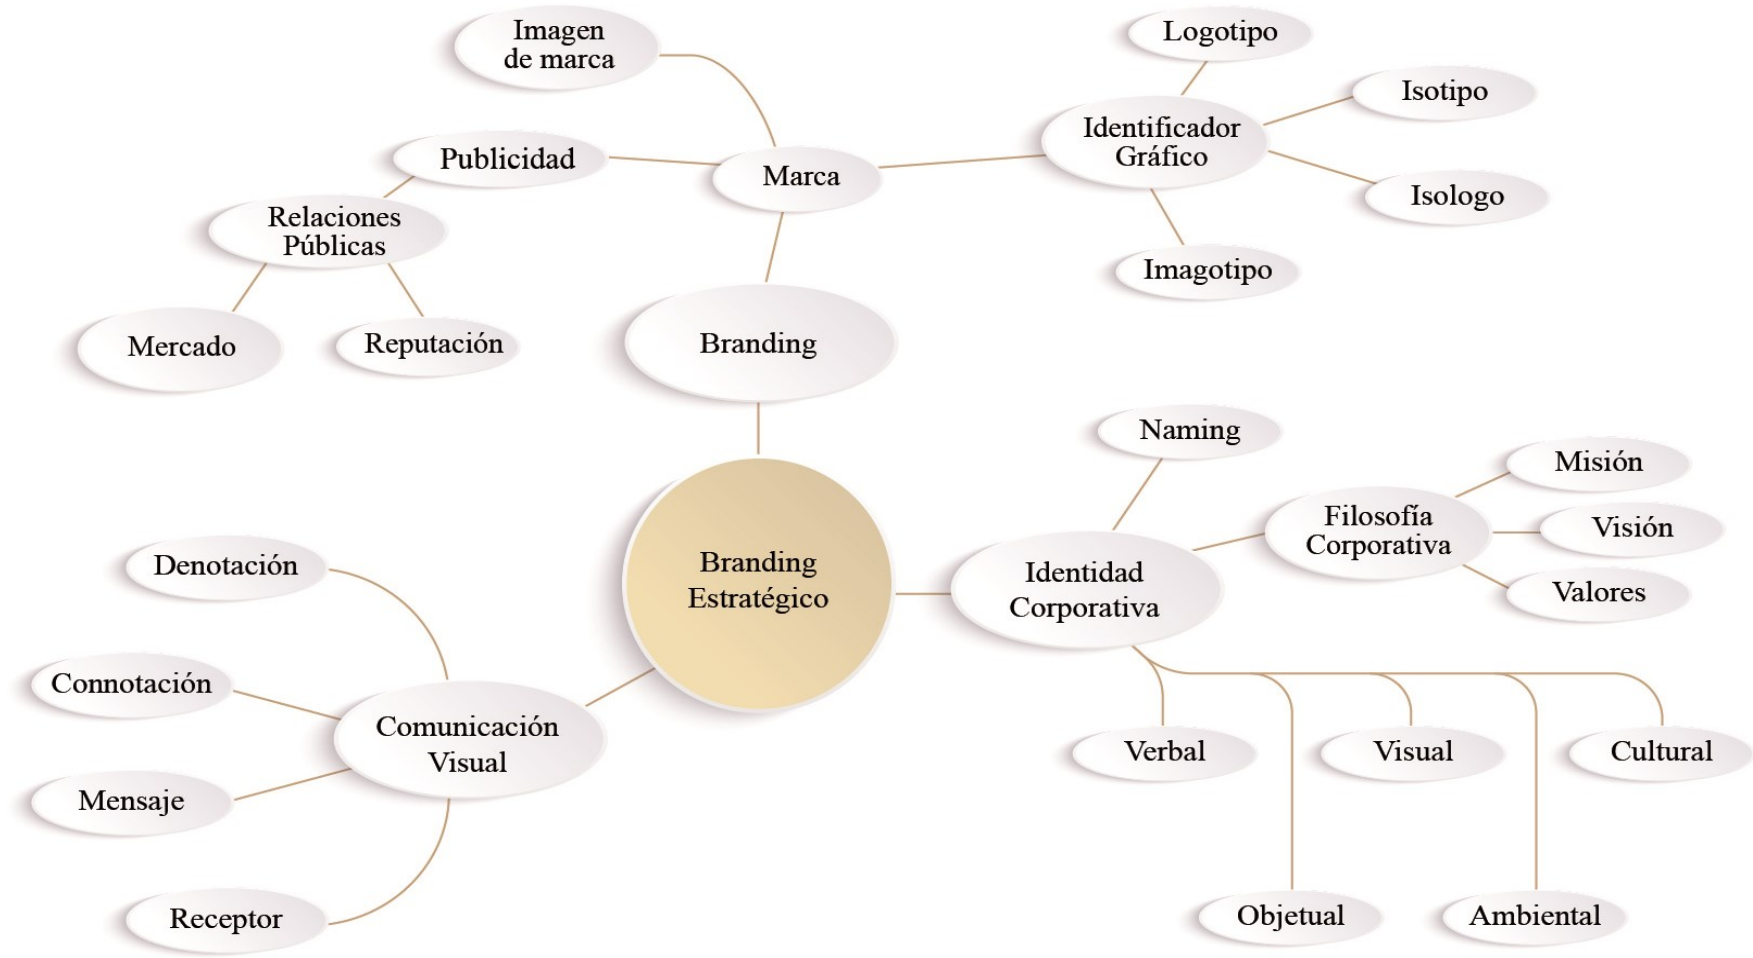 Imagen
de marca
Logotipo
Isotipo
Identificador
Gráfico
Publicidad
Marca
Isologo
Relaciones
Públicas
Imagotipo
Mercado
Reputación
Branding
Naming
Misión
Filosofía
Corporativa
Visión
Valores
Denotación
Branding
Estratégico
Identidad
Corporativa
Connotación
Comunicación
Visual
Mensaje
Receptor
Verbal
Visual
Cultural
Objetual
Ambiental